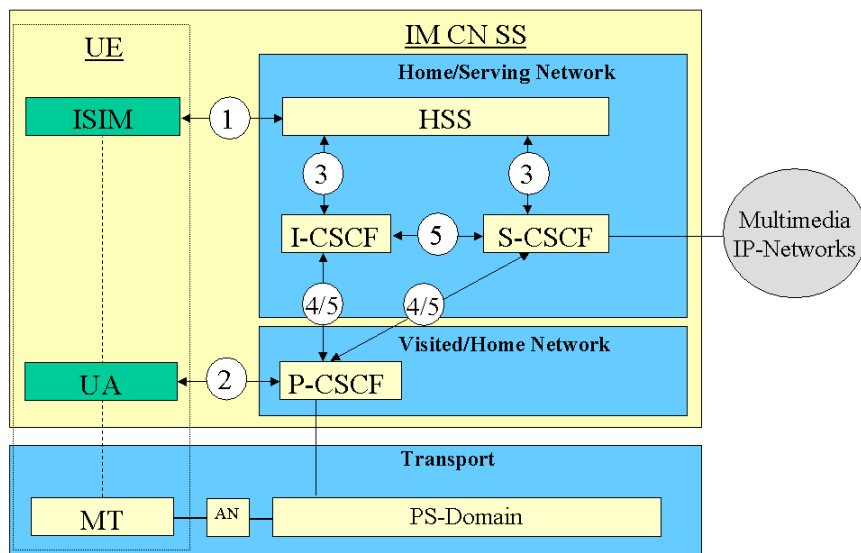 UE
IM CN SS
Home/Serving Network
ISIM
1
HSS
3
3
I-CSCF
5
S-CSCF
Multimedia
IP-Networks
4/5
4/5
Visited/Home Network
UA
2
P-CSCF
Transport
MT
AN
PS-Domain